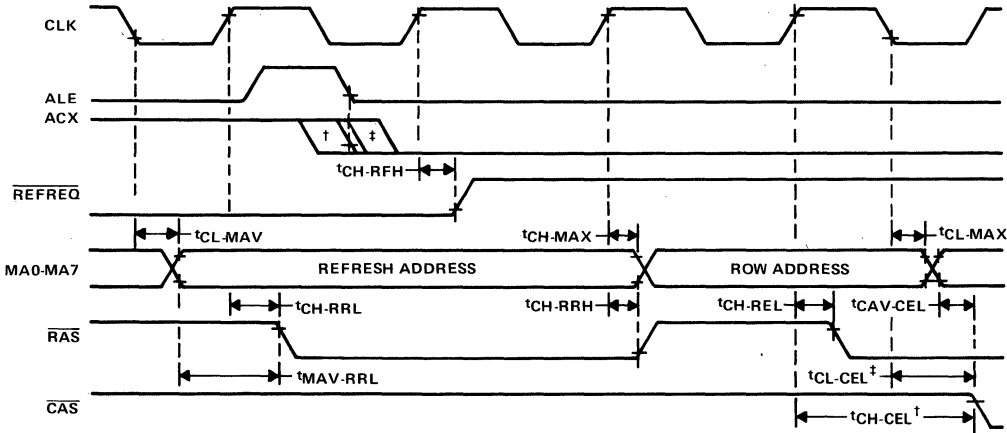 CLK
ALE
ACX
† ‡
tCH-RFH
REFREQ
tCL-MAV tCH-MAX tCL-MAX
MA0-MA7 REFRESH ADDRESS ROW ADDRESS
tCH-RRL tCH-RRH tCH-REL tCAV-CEL
RAS
tMAV-RRL tCL-CEL‡
CAS
tCH-CEL†